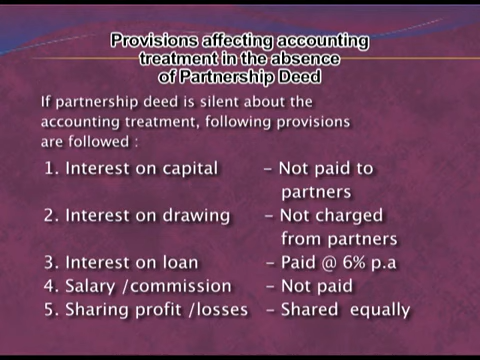 Provisions affecting accounting
treatment in the absence
of Partnership Deed
If partnership deed is silent about the
accounting treatment, following provisions
are followed :
1. Interest on capital – Not paid to
partners
2. Interest on drawing – Not charged
from partners
3. Interest on loan – Paid @ 6% p.a
4. Salary /commission – Not paid
5. Sharing profit /losses – Shared equally